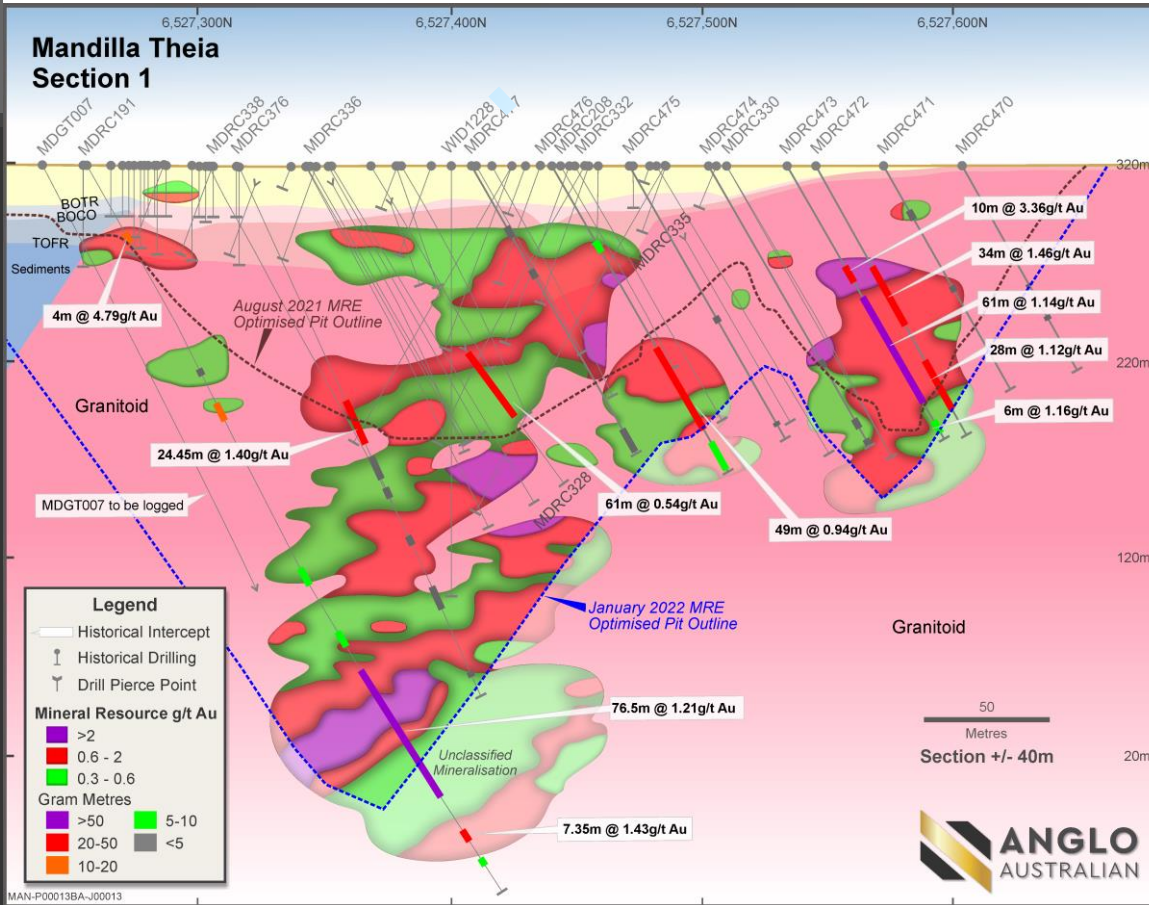 6,527,300N
6,527,400N
6,527,500N
6,527,600N
Mandilla Theia
Section 1
MDGT007
MDRC191
MDRC338
MDRC376
MDRC336
WID1228
MDRC476
MDRC208
MDRC332
MDRC475
MDRC474
MDRC330
MDRC473
MDRC472
MDRC471
MDRC470
320m
BOTR
BOCO
TOFR
Sediments
MDRC335
10m @ 3.36g/t Au
34m @ 1.46g/t Au
4m @ 4.79g/t Au
August 2021 MRE
Optimised Pit Outline
61m @ 1.14g/t Au
28m @ 1.12g/t Au
220m
Granitoid
6m @ 1.16g/t Au
24.45m @ 1.40g/t Au
MDGT007 to be logged
MDRC328
61m @ 0.54g/t Au
49m @ 0.94g/t Au
120m
January 2022 MRE
Optimised Pit Outline
Granitoid
Legend
Historical Intercept
Historical Drilling
Drill Pierce Point
Mineral Resource g/t Au
>2
0.6 - 2
0.3 - 0.6
Gram Metres
>50
5-10
20-50
<5
10-20
76.5m @ 1.21g/t Au
Unclassified
Mineralisation
50
Metres
Section +/- 40m
20m
7.35m @ 1.43g/t Au
ANGLO
AUSTRALIAN
MAN-P00013BA-J00013